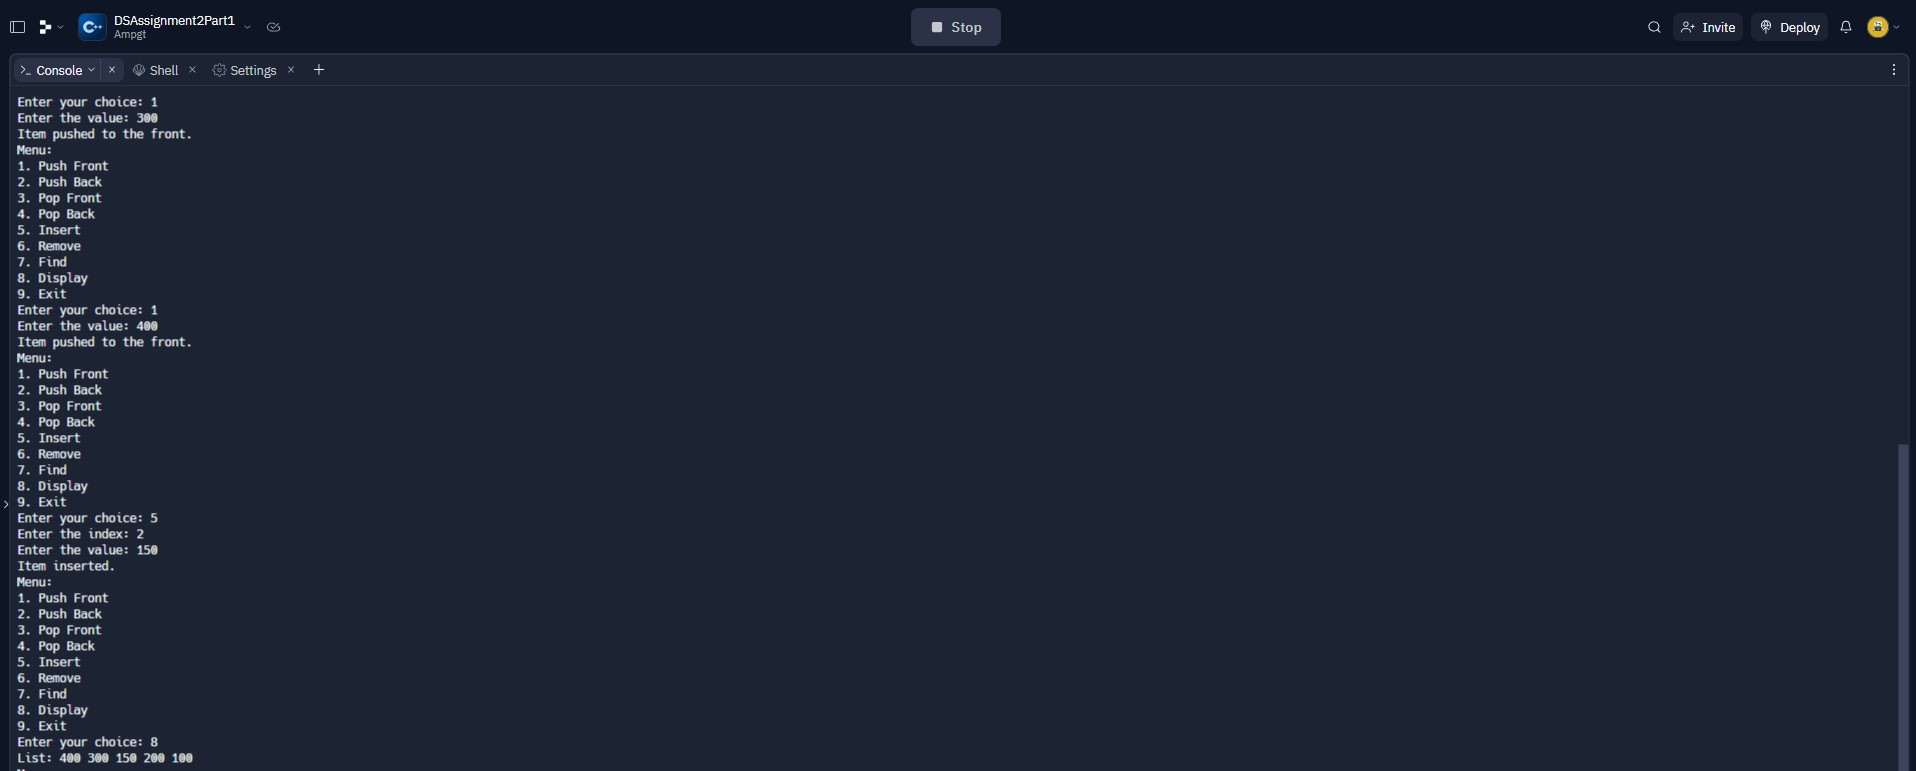 DSAssignment2Part1
Ampgt
C++
Stop
Invite
Deploy
Console
Shell
Settings
Enter your choice: 1
Enter the value: 300
Item pushed to the front.
Menu:
1. Push Front
2. Push Back
3. Pop Front
4. Pop Back
5. Insert
6. Remove
7. Find
8. Display
9. Exit
Enter your choice: 1
Enter the value: 400
Item pushed to the front.
Menu:
1. Push Front
2. Push Back
3. Pop Front
4. Pop Back
5. Insert
6. Remove
7. Find
8. Display
9. Exit
Enter your choice: 5
Enter the index: 2
Enter the value: 150
Item inserted.
Menu:
1. Push Front
2. Push Back
3. Pop Front
4. Pop Back
5. Insert
6. Remove
7. Find
8. Display
9. Exit
Enter your choice: 8
List: 400 300 150 200 100